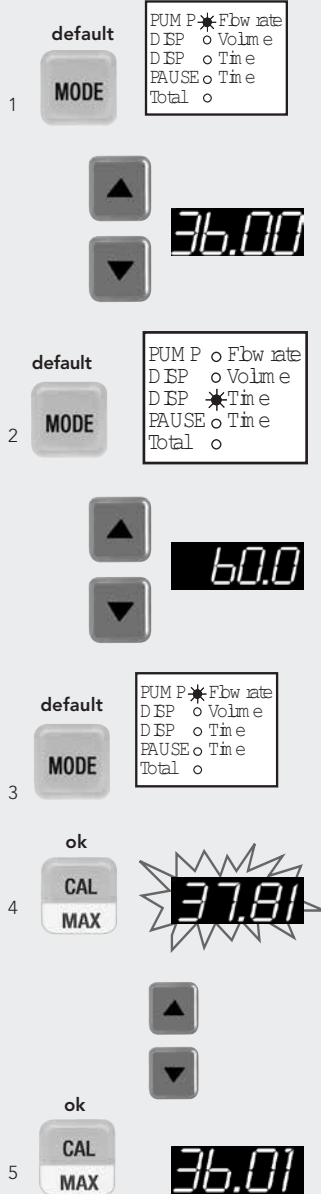 default
PUMP Flow rate
DISP Volume
DISP Time
PAUSE Time
Total
1
MODE
36.00
default
PUMP Flow rate
DISP Volume
DISP Time
PAUSE Time
Total
2
MODE
60.0
default
PUMP Flow rate
DISP Volume
DISP Time
PAUSE Time
Total
3
MODE
ok
4
CAL
MAX
37.81
ok
5
CAL
MAX
36.01